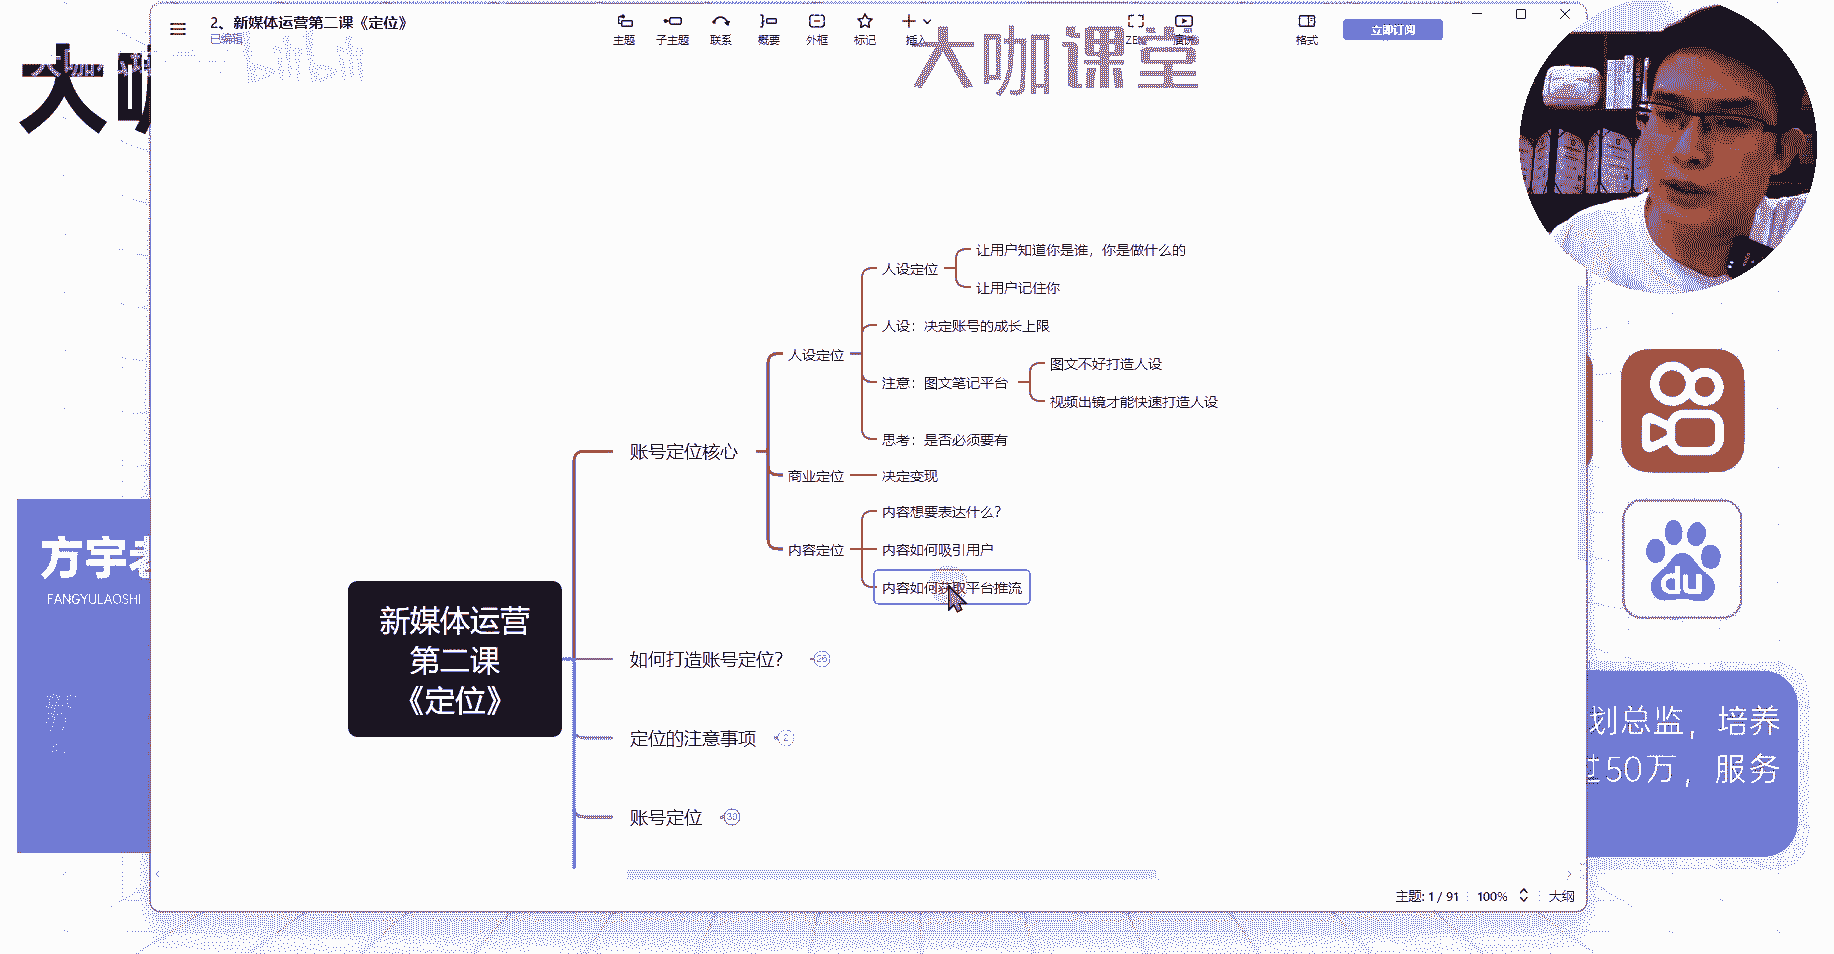 2、新媒体运营第二课《定位》
已编辑
主题
子主题
联系
概要
外框
标记
插入
ZEN
格式
立即订阅
bilibili
大咖课堂
大咖
让用户知道你是谁，你是做什么的
人设定位
让用户记住你
人设：决定账号的成长上限
人设定位
图文不好打造人设
注意：图文笔记平台
视频出镜才能快速打造人设
思考：是否必须要有
账号定位核心
商业定位
决定变现
内容想要表达什么？
内容定位
内容如何吸引用户
内容如何获取平台推流
新媒体运营
第二课
《定位》
如何打造账号定位？
26
定位的注意事项
2
账号定位
30
方宇老
FANGYULAOSHI
du
划总监，培养
过50万，服务
主题: 1 / 91
100%
大纲